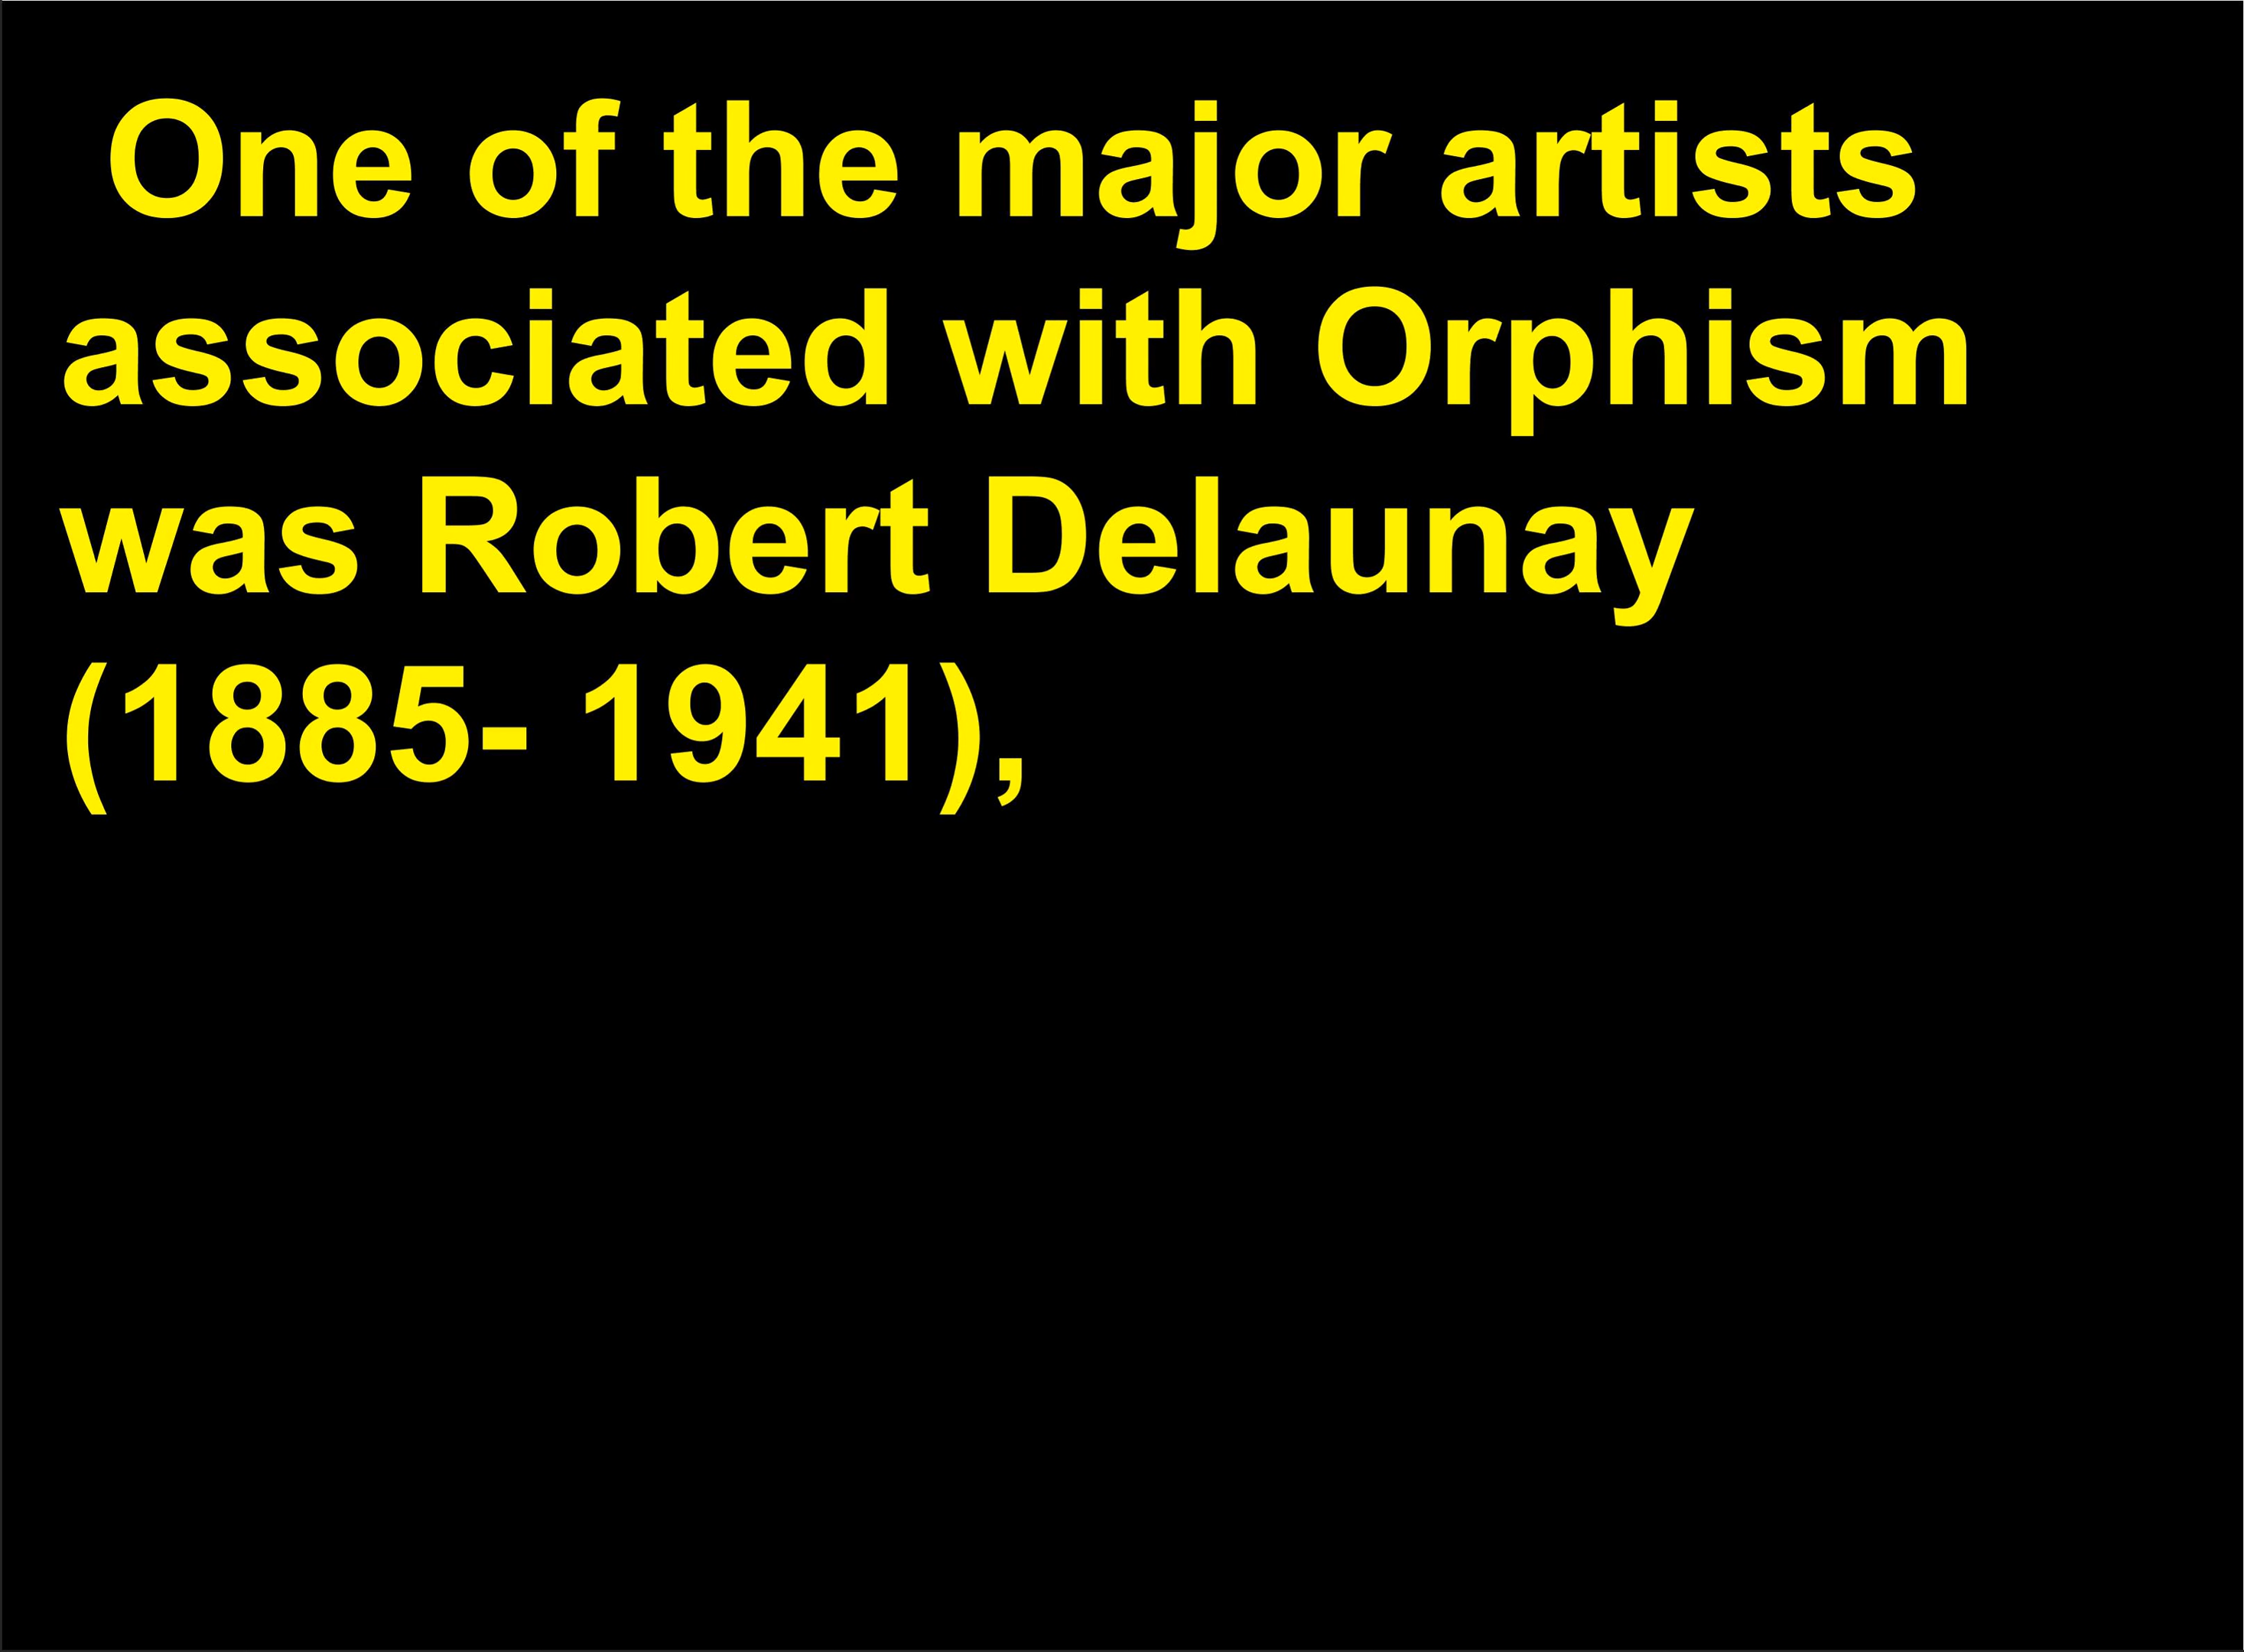 One of the major artists
associated with Orphism
was Robert Delaunay
(1885- 1941),